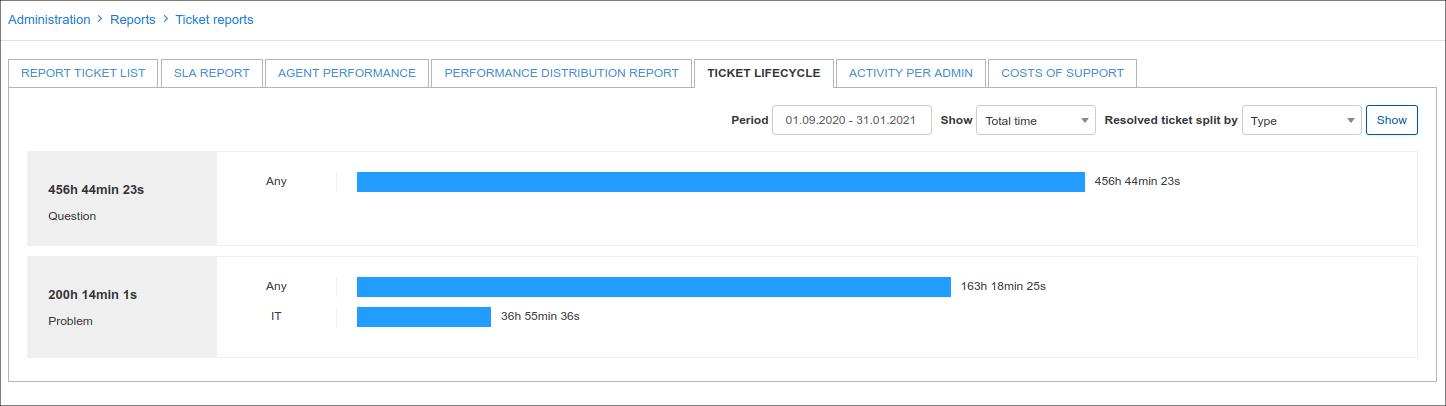 Administration > Reports > Ticket reports
REPORT TICKET LIST SLA REPORT AGENT PERFORMANCE PERFORMANCE DISTRIBUTION REPORT TICKET LIFECYCLE ACTIVITY PER ADMIN COSTS OF SUPPORT
Period 01.09.2020 - 31.01.2021 Show Total time Resolved ticket split by Type Show
456h 44min 23s
Question
Any 456h 44min 23s
200h 14min 1s
Problem
Any 163h 18min 25s
IT 36h 55min 36s